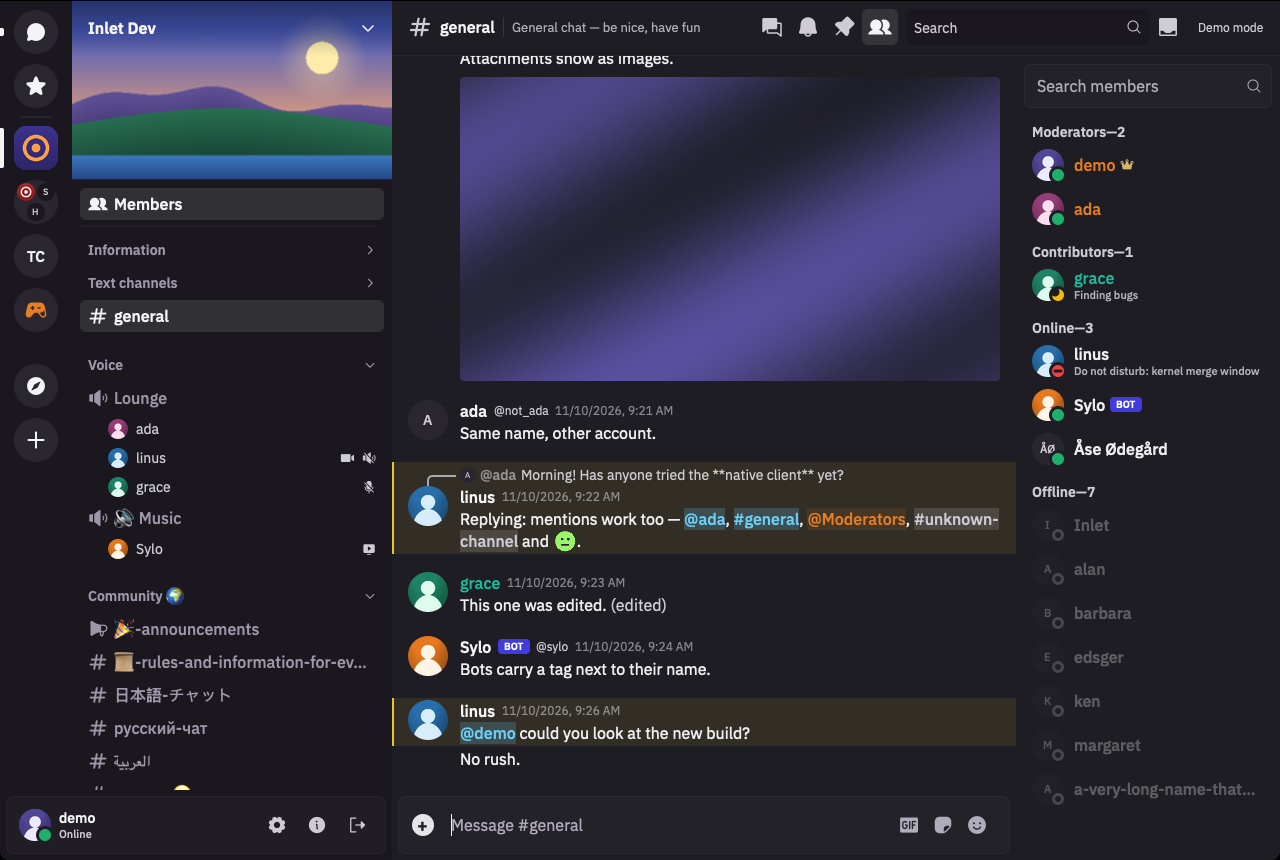 Inlet Dev
S
H
TC
Members
Information
Text channels
general
Voice
Lounge
ada
linus
grace
🔊 Music
Sylo
Community 🌍
🎉-announcements
📜-rules-and-information-for-ev...
日本語-チャット
русский-чат
العربية
demo
Online
# general
General chat — be nice, have fun
Search
Demo mode
Attachments show as images.
A
ada @not_ada 11/10/2026, 9:21 AM
Same name, other account.
A @ada Morning! Has anyone tried the **native client** yet?
linus 11/10/2026, 9:22 AM
Replying: mentions work too — @ada, #general, @Moderators, #unknown-
channel and 😐.
grace 11/10/2026, 9:23 AM
This one was edited. (edited)
Sylo BOT @sylo 11/10/2026, 9:24 AM
Bots carry a tag next to their name.
linus 11/10/2026, 9:26 AM
@demo could you look at the new build?
No rush.
Message #general
GIF
Search members
Moderators—2
demo
ada
Contributors—1
grace
Finding bugs
Online—3
linus
Do not disturb: kernel merge window
Sylo BOT
ÅØ Åse Ødegård
Offline—7
I Inlet
A alan
B barbara
E edsger
K ken
M margaret
A a-very-long-name-that...